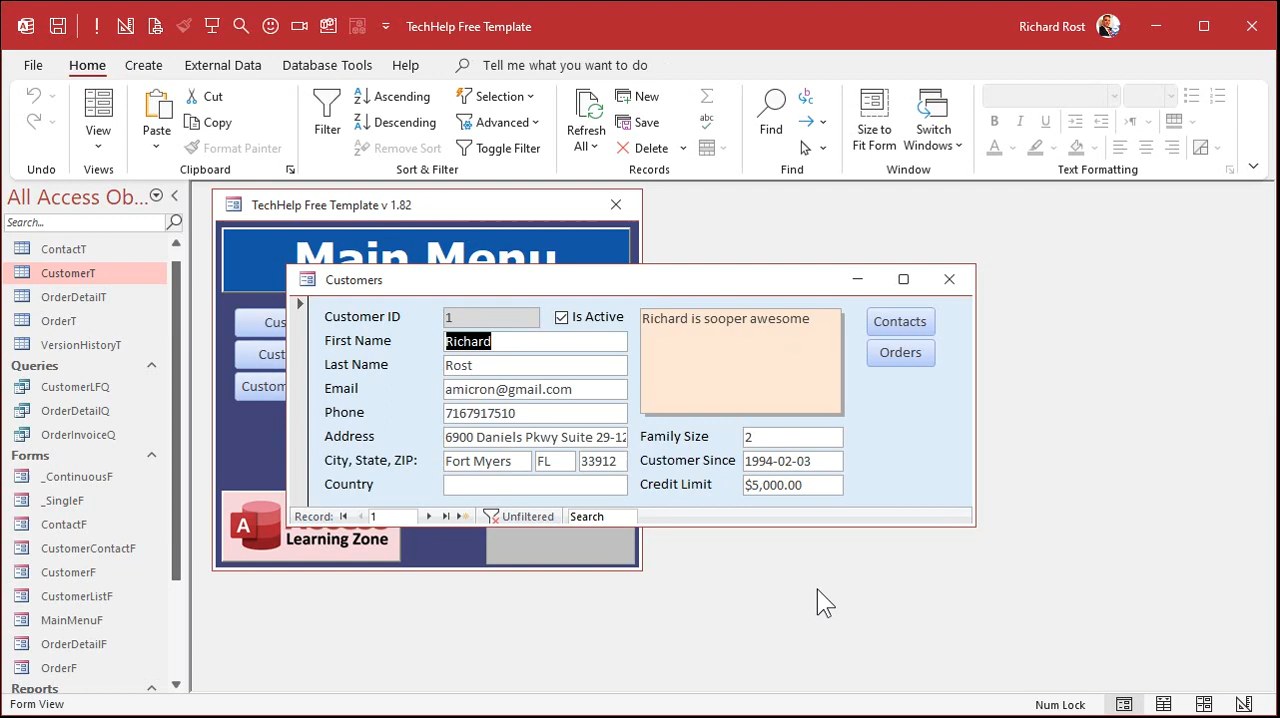 TechHelp Free Template
Richard Rost
File Home Create External Data Database Tools Help Tell me what you want to do
Undo
View
Views
Paste
Cut
Copy
Format Painter
Clipboard
Filter
Ascending
Descending
Remove Sort
Selection
Advanced
Toggle Filter
Sort & Filter
Refresh
All
New
Save
Delete
Records
Find
Find
Size to
Fit Form
Switch
Windows
Window
B I U
A
Text Formatting
All Access Ob...
Search...
ContactT
CustomerT
OrderDetailT
OrderT
VersionHistoryT
Queries
CustomerLFQ
OrderDetailQ
OrderInvoiceQ
Forms
_ContinuousF
_SingleF
ContactF
CustomerContactF
CustomerF
CustomerListF
MainMenuF
OrderDetailF
OrderF
Reports
TechHelp Free Template v 1.82
Main Menu
Cus
Cust
Custom
A
Learning Zone
Customers
Customer ID 1 Is Active
First Name Richard
Last Name Rost
Email amicron@gmail.com
Phone 7167917510
Address 6900 Daniels Pkwy Suite 29-12
City, State, ZIP: Fort Myers FL 33912
Country
Richard is sooper awesome
Family Size 2
Customer Since 1994-02-03
Credit Limit $5,000.00
Contacts
Orders
Record: 1 Unfiltered Search
Form View
Num Lock